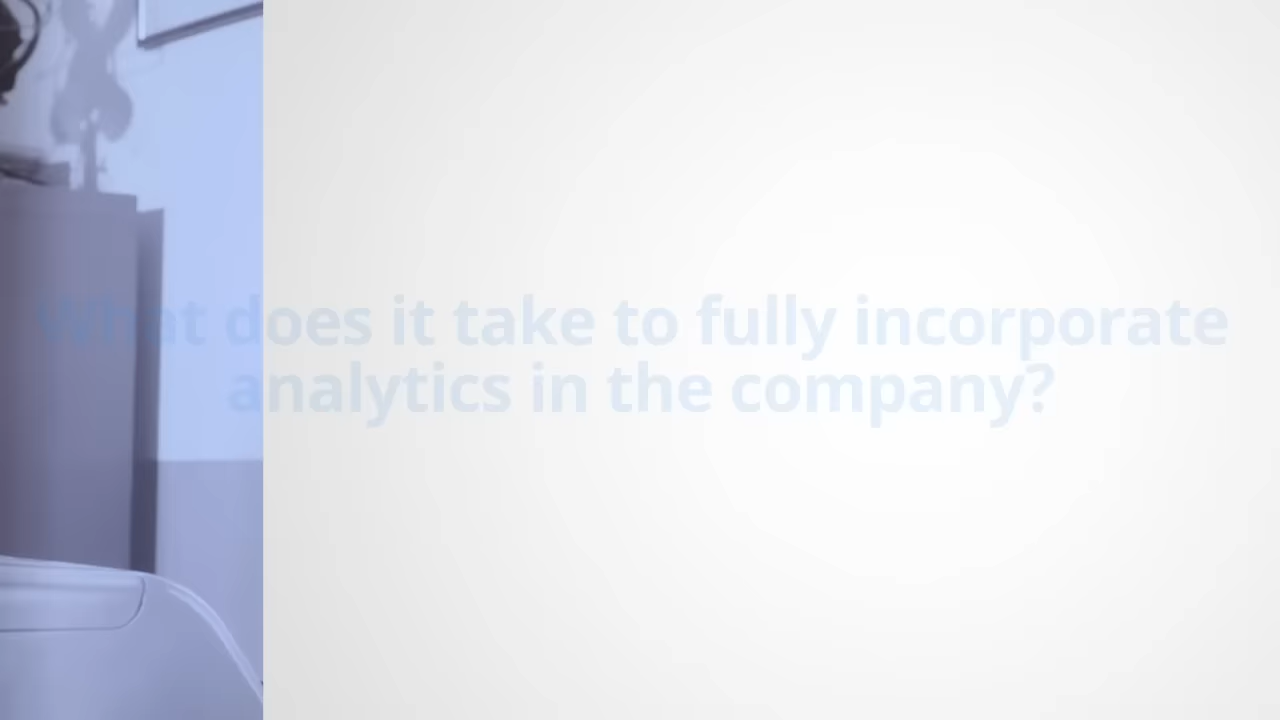 What does it take to fully incorporate
analytics in the company?